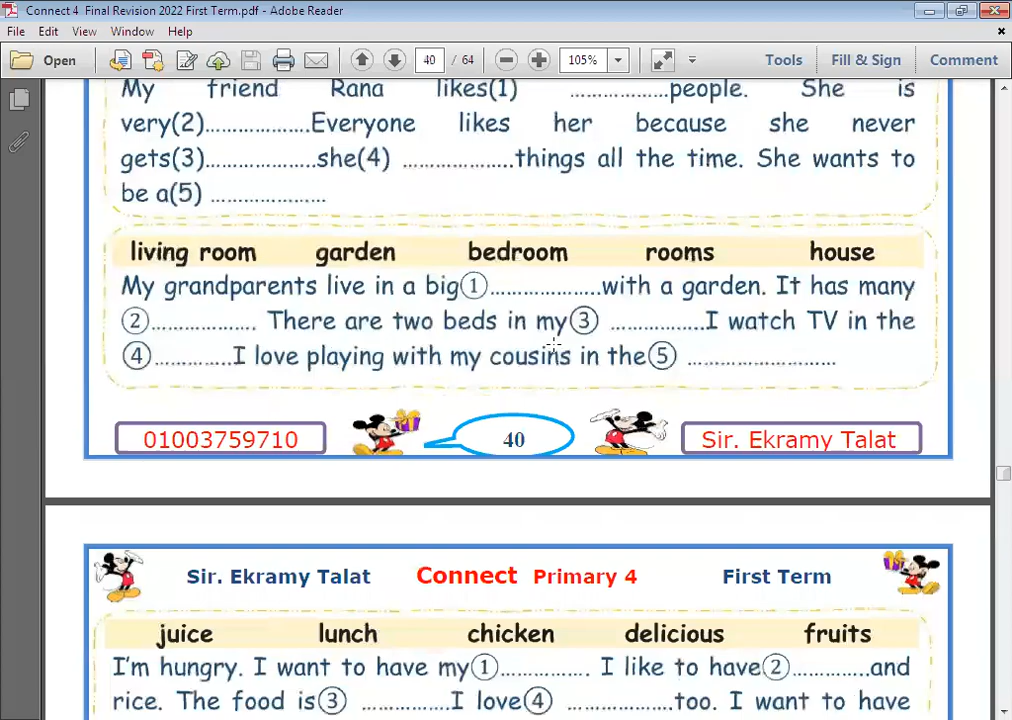 Connect 4 Final Revision 2022 First Term.pdf - Adobe Reader
File Edit View Window Help
Open 40 / 64 105% Tools Fill & Sign Comment
My friend Rana likes(1) ..................people. She is
very(2)...................Everyone likes her because she never
gets(3)....................she(4) ....................things all the time. She wants to
be a(5) .....................
living room garden bedroom rooms house
My grandparents live in a big① ....................with a garden. It has many
② ................... There are two beds in my③ .................I watch TV in the
④ ..............I love playing with my cousins in the⑤ ..........................
01003759710 40 Sir. Ekramy Talat
Sir. Ekramy Talat Connect Primary 4 First Term
juice lunch chicken delicious fruits
I'm hungry. I want to have my① ............... I like to have② .............and
rice. The food is③ ...............I love④ ..................too. I want to have